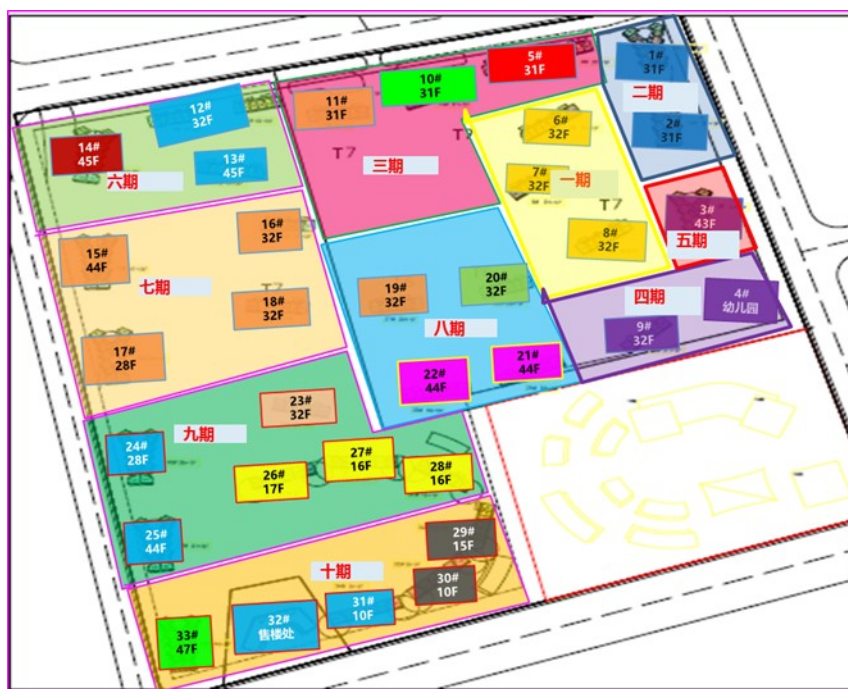 1#
31F
二期
2#
31F
5#
31F
10#
31F
11#
31F
T7
T7
三期
6#
32F
7#
32F
一期
T7
8#
32F
12#
32F
14#
45F
13#
45F
六期
3#
43F
五期
15#
44F
16#
32F
七期
18#
32F
17#
28F
19#
32F
20#
32F
八期
22#
44F
21#
44F
四期
4#
幼儿园
9#
32F
23#
32F
九期
24#
28F
26#
17F
27#
16F
28#
16F
25#
44F
29#
15F
十期
30#
10F
31#
10F
32#
售楼处
33#
47F